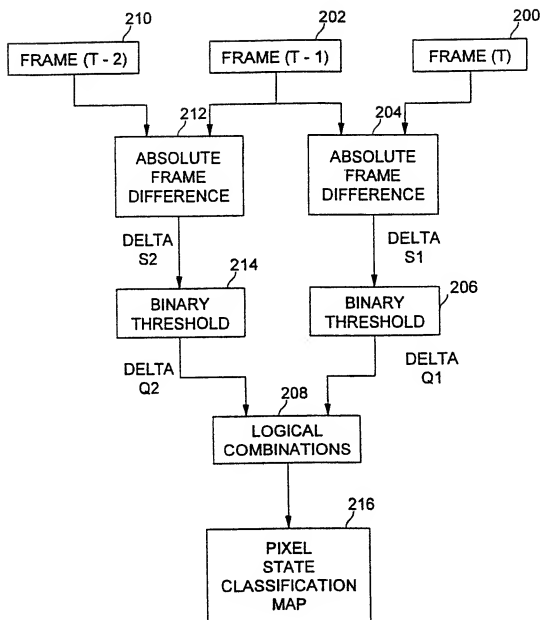 210
202
200
FRAME (T - 2)
FRAME (T - 1)
FRAME (T)
212
204
ABSOLUTE
FRAME
DIFFERENCE
ABSOLUTE
FRAME
DIFFERENCE
DELTA
S2
DELTA
S1
214
206
BINARY
THRESHOLD
BINARY
THRESHOLD
DELTA
Q2
DELTA
Q1
208
LOGICAL
COMBINATIONS
216
PIXEL
STATE
CLASSIFICATION
MAP